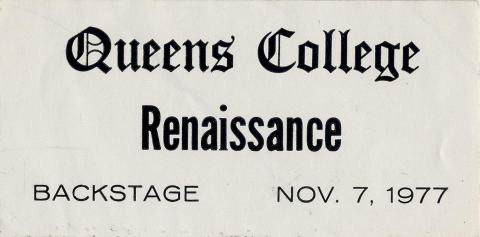 Queens College
Renaissance
BACKSTAGE NOV. 7, 1977